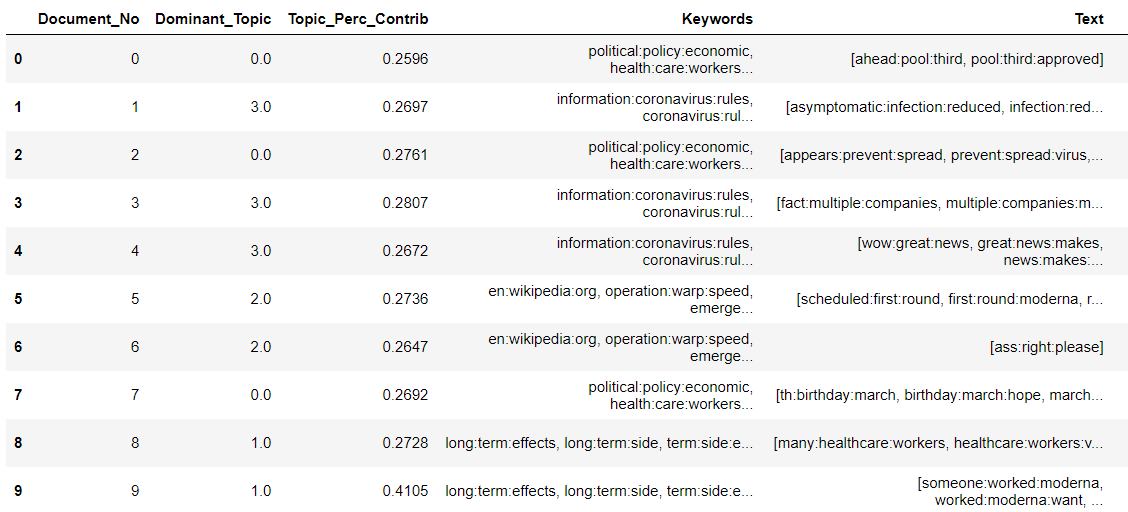 Document_No Dominant_Topic Topic_Perc_Contrib Keywords Text
0 0 0.0 0.2596 political:policy:economic, health:care:workers... [ahead:pool:third, pool:third:approved]
1 1 3.0 0.2697 information:coronavirus:rules, coronavirus:rul... [asymptomatic:infection:reduced, infection:red...
2 2 0.0 0.2761 political:policy:economic, health:care:workers... [appears:prevent:spread, prevent:spread:virus,...
3 3 3.0 0.2807 information:coronavirus:rules, coronavirus:rul... [fact:multiple:companies, multiple:companies:m...
4 4 3.0 0.2672 information:coronavirus:rules, coronavirus:rul... [wow:great:news, great:news:makes, news:makes:...
5 5 2.0 0.2736 en:wikipedia:org, operation:warp:speed, emerge... [scheduled:first:round, first:round:moderna, r...
6 6 2.0 0.2647 en:wikipedia:org, operation:warp:speed, emerge... [ass:right:please]
7 7 0.0 0.2692 political:policy:economic, health:care:workers... [th:birthday:march, birthday:march:hope, march...
8 8 1.0 0.2728 long:term:effects, long:term:side, term:side:e... [many:healthcare:workers, healthcare:workers:v...
9 9 1.0 0.4105 long:term:effects, long:term:side, term:side:e... [someone:worked:moderna, worked:moderna:want, ...